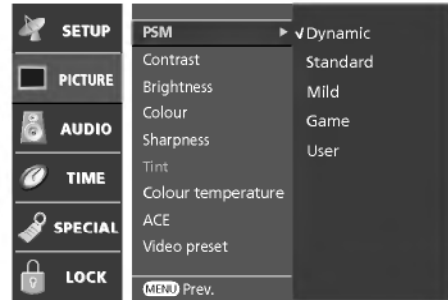 SETUP
PICTURE
AUDIO
TIME
SPECIAL
LOCK
PSM
Contrast
Brightness
Colour
Sharpness
Tint
Colour temperature
ACE
Video preset
MENU Prev.
√Dynamic
Standard
Mild
Game
User